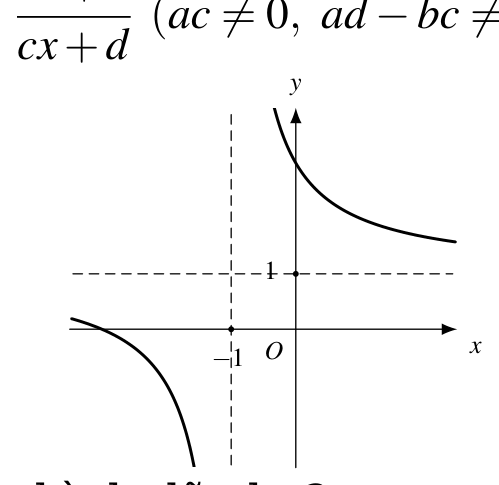 cx + d (ac ≠ 0, ad − bc ≠
y
1
−1 O x